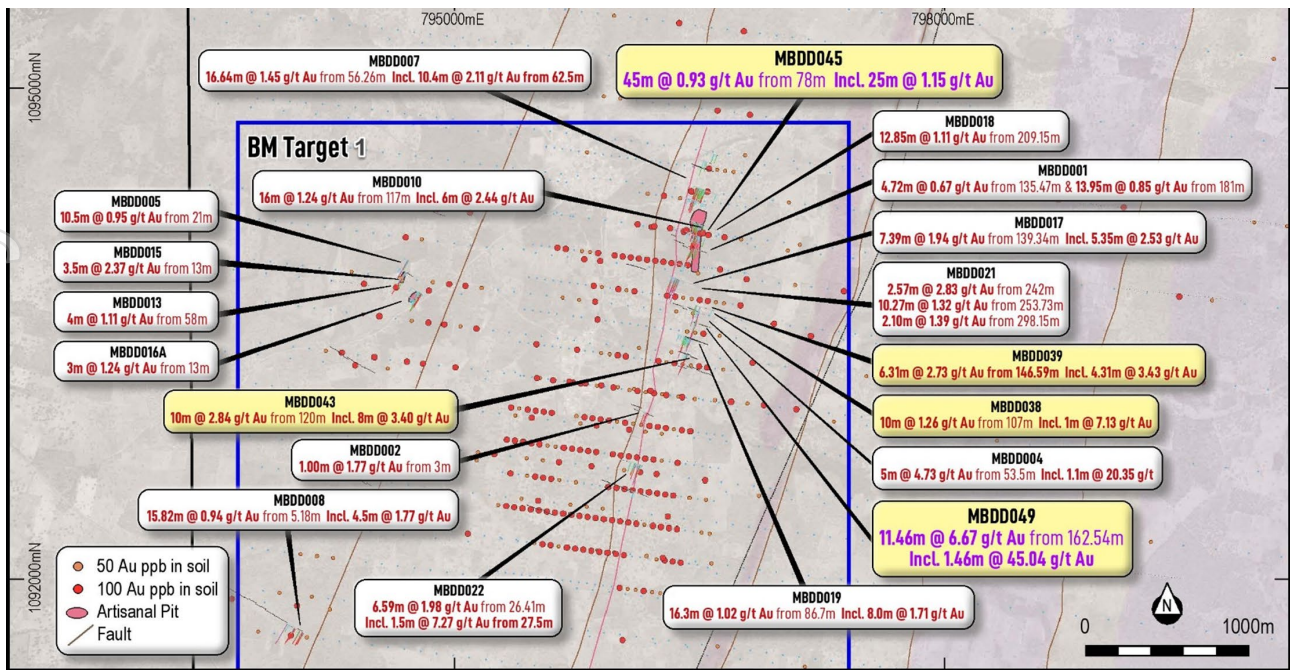 795000mE
798000mE
1095000mN
1092000mN
BM Target 1
MBDD007
16.64m @ 1.45 g/t Au from 56.26m Incl. 10.4m @ 2.11 g/t Au from 62.5m
MBDD045
45m @ 0.93 g/t Au from 78m Incl. 25m @ 1.15 g/t Au
MBDD018
12.85m @ 1.11 g/t Au from 209.15m
MBDD010
16m @ 1.24 g/t Au from 117m Incl. 6m @ 2.44 g/t Au
MBDD001
4.72m @ 0.67 g/t Au from 135.47m & 13.95m @ 0.85 g/t Au from 181m
MBDD005
10.5m @ 0.95 g/t Au from 21m
MBDD017
7.39m @ 1.94 g/t Au from 139.34m Incl. 5.35m @ 2.53 g/t Au
MBDD015
3.5m @ 2.37 g/t Au from 13m
MBDD021
2.57m @ 2.83 g/t Au from 242m
10.27m @ 1.32 g/t Au from 253.73m
2.10m @ 1.39 g/t Au from 298.15m
MBDD013
4m @ 1.11 g/t Au from 58m
MBDD016A
3m @ 1.24 g/t Au from 13m
MBDD039
6.31m @ 2.73 g/t Au from 146.59m Incl. 4.31m @ 3.43 g/t Au
MBDD043
10m @ 2.84 g/t Au from 120m Incl. 8m @ 3.40 g/t Au
MBDD038
10m @ 1.26 g/t Au from 107m Incl. 1m @ 7.13 g/t Au
MBDD002
1.00m @ 1.77 g/t Au from 3m
MBDD004
5m @ 4.73 g/t Au from 53.5m Incl. 1.1m @ 20.35 g/t
MBDD008
15.82m @ 0.94 g/t Au from 5.18m Incl. 4.5m @ 1.77 g/t Au
MBDD049
11.46m @ 6.67 g/t Au from 162.54m
Incl. 1.46m @ 45.04 g/t Au
MBDD022
6.59m @ 1.98 g/t Au from 26.41m
Incl. 1.5m @ 7.27 g/t Au from 27.5m
MBDD019
16.3m @ 1.02 g/t Au from 86.7m Incl. 8.0m @ 1.71 g/t Au
50 Au ppb in soil
100 Au ppb in soil
Artisanal Pit
Fault
N
0 1000m